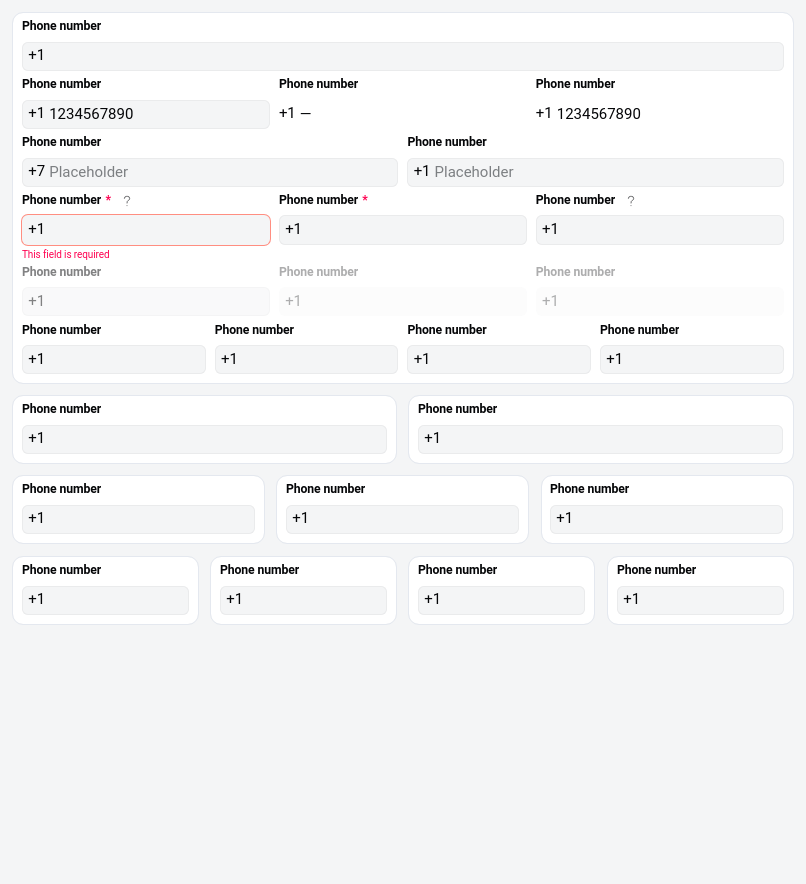 Phone number
+1
Phone number Phone number Phone number
+1 1234567890 +1 — +1 1234567890
Phone number Phone number
+7 Placeholder +1 Placeholder
Phone number * ? Phone number * Phone number ?
+1 +1 +1
This field is required
Phone number Phone number Phone number
+1 +1 +1
Phone number Phone number Phone number Phone number
+1 +1 +1 +1
Phone number Phone number
+1 +1
Phone number Phone number Phone number
+1 +1 +1
Phone number Phone number Phone number Phone number
+1 +1 +1 +1